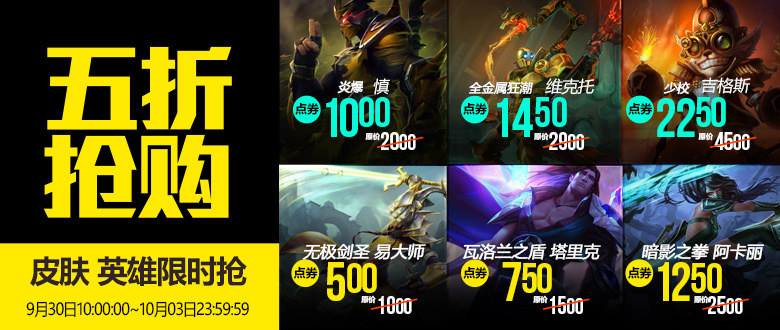 五折
抢购
皮肤 英雄限时抢
9月30日10:00:00~10月03日23:59:59
炎爆 慎
点券 1000
原价 2000
全金属狂潮 维克托
点券 1450
原价 2900
少校 吉格斯
点券 2250
原价 4500
无极剑圣 易大师
点券 500
原价 1000
瓦洛兰之盾 塔里克
点券 750
原价 1500
暗影之拳 阿卡丽
点券 1250
原价 2500